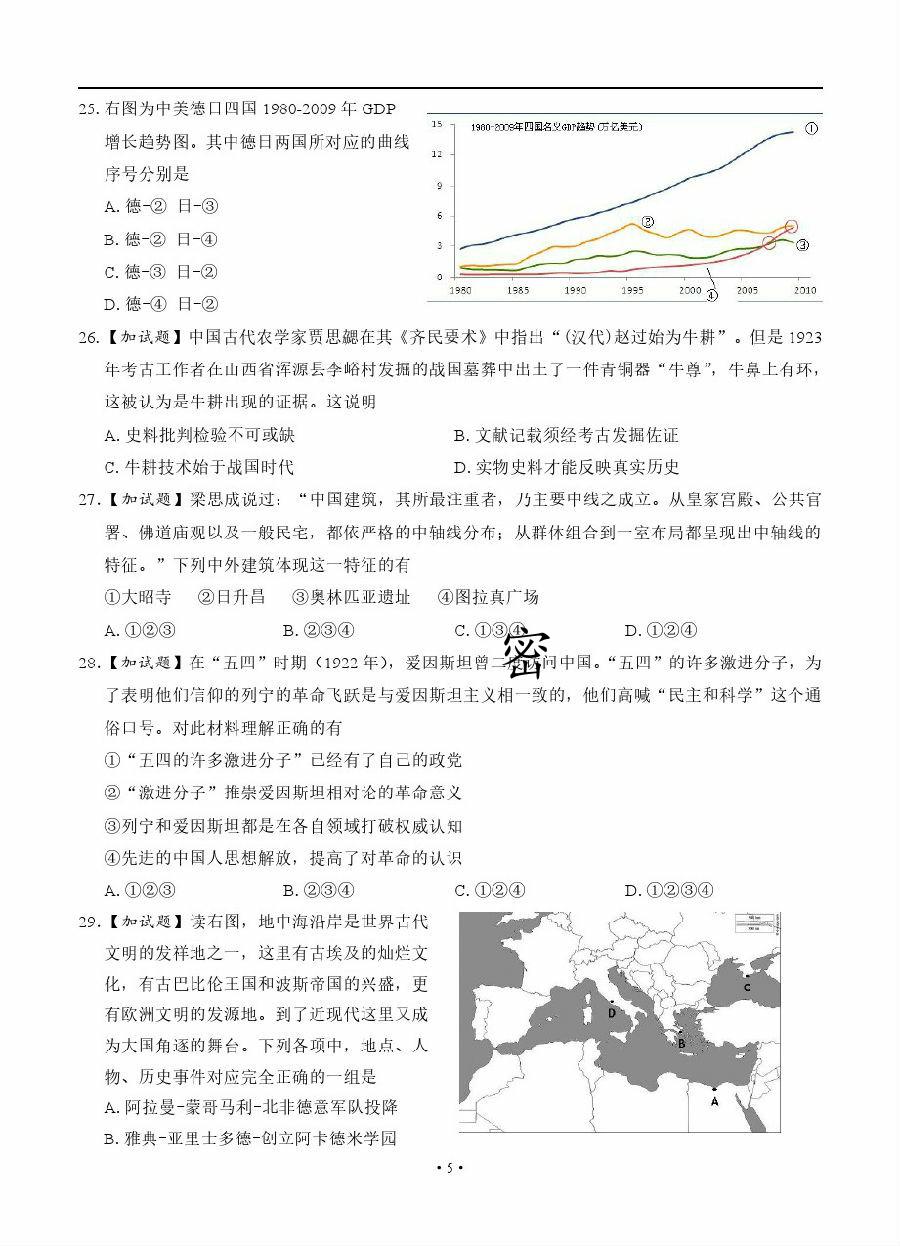 25. 右图为中美德日四国 1980-2009 年 GDP
增长趋势图。其中德日两国所对应的曲线
序号分别是
A. 德-② 日-③
B. 德-② 日-④
C. 德-③ 日-②
D. 德-④ 日-②
1980-2009年四国名义GDP趋势(万亿美元)
15
12
9
6
3
0
1980 1985 1990 1995 2000 2005 2010
①
②
③
④
26.【加试题】中国古代农学家贾思勰在其《齐民要术》中指出“(汉代)赵过始为牛耕”。但是 1923
年考古工作者在山西省浑源县李峪村发掘的战国墓葬中出土了一件青铜器“牛尊”，牛鼻上有环，
这被认为是牛耕出现的证据。这说明
A. 史料批判检验不可或缺 B. 文献记载须经考古发掘佐证
C. 牛耕技术始于战国时代 D. 实物史料才能反映真实历史
27.【加试题】梁思成说过：“中国建筑，其所最注重者，乃主要中线之成立。从皇家宫殿、公共官
署、佛道庙观以及一般民宅，都依严格的中轴线分布；从群体组合到一室布局都呈现出中轴线的
特征。”下列中外建筑体现这一特征的有
①大昭寺 ②日升昌 ③奥林匹亚遗址 ④图拉真广场
A. ①②③ B. ②③④ C. ①③④ D. ①②④
密
28.【加试题】在“五四”时期（1922 年），爱因斯坦曾二度访问中国。“五四”的许多激进分子，为
了表明他们信仰的列宁的革命飞跃是与爱因斯坦主义相一致的，他们高喊“民主和科学”这个通
俗口号。对此材料理解正确的有
①“五四的许多激进分子”已经有了自己的政党
②“激进分子”推崇爱因斯坦相对论的革命意义
③列宁和爱因斯坦都是在各自领域打破权威认知
④先进的中国人思想解放，提高了对革命的认识
A. ①②③ B. ②③④ C. ①②④ D. ①②③④
29.【加试题】读右图，地中海沿岸是世界古代
文明的发祥地之一，这里有古埃及的灿烂文
化，有古巴比伦王国和波斯帝国的兴盛，更
有欧洲文明的发源地。到了近现代这里又成
为大国角逐的舞台。下列各项中，地点、人
物、历史事件对应完全正确的一组是
A. 阿拉曼-蒙哥马利-北非德意军队投降
B. 雅典-亚里士多德-创立阿卡德米学园
C
D
B
A
• 5 •